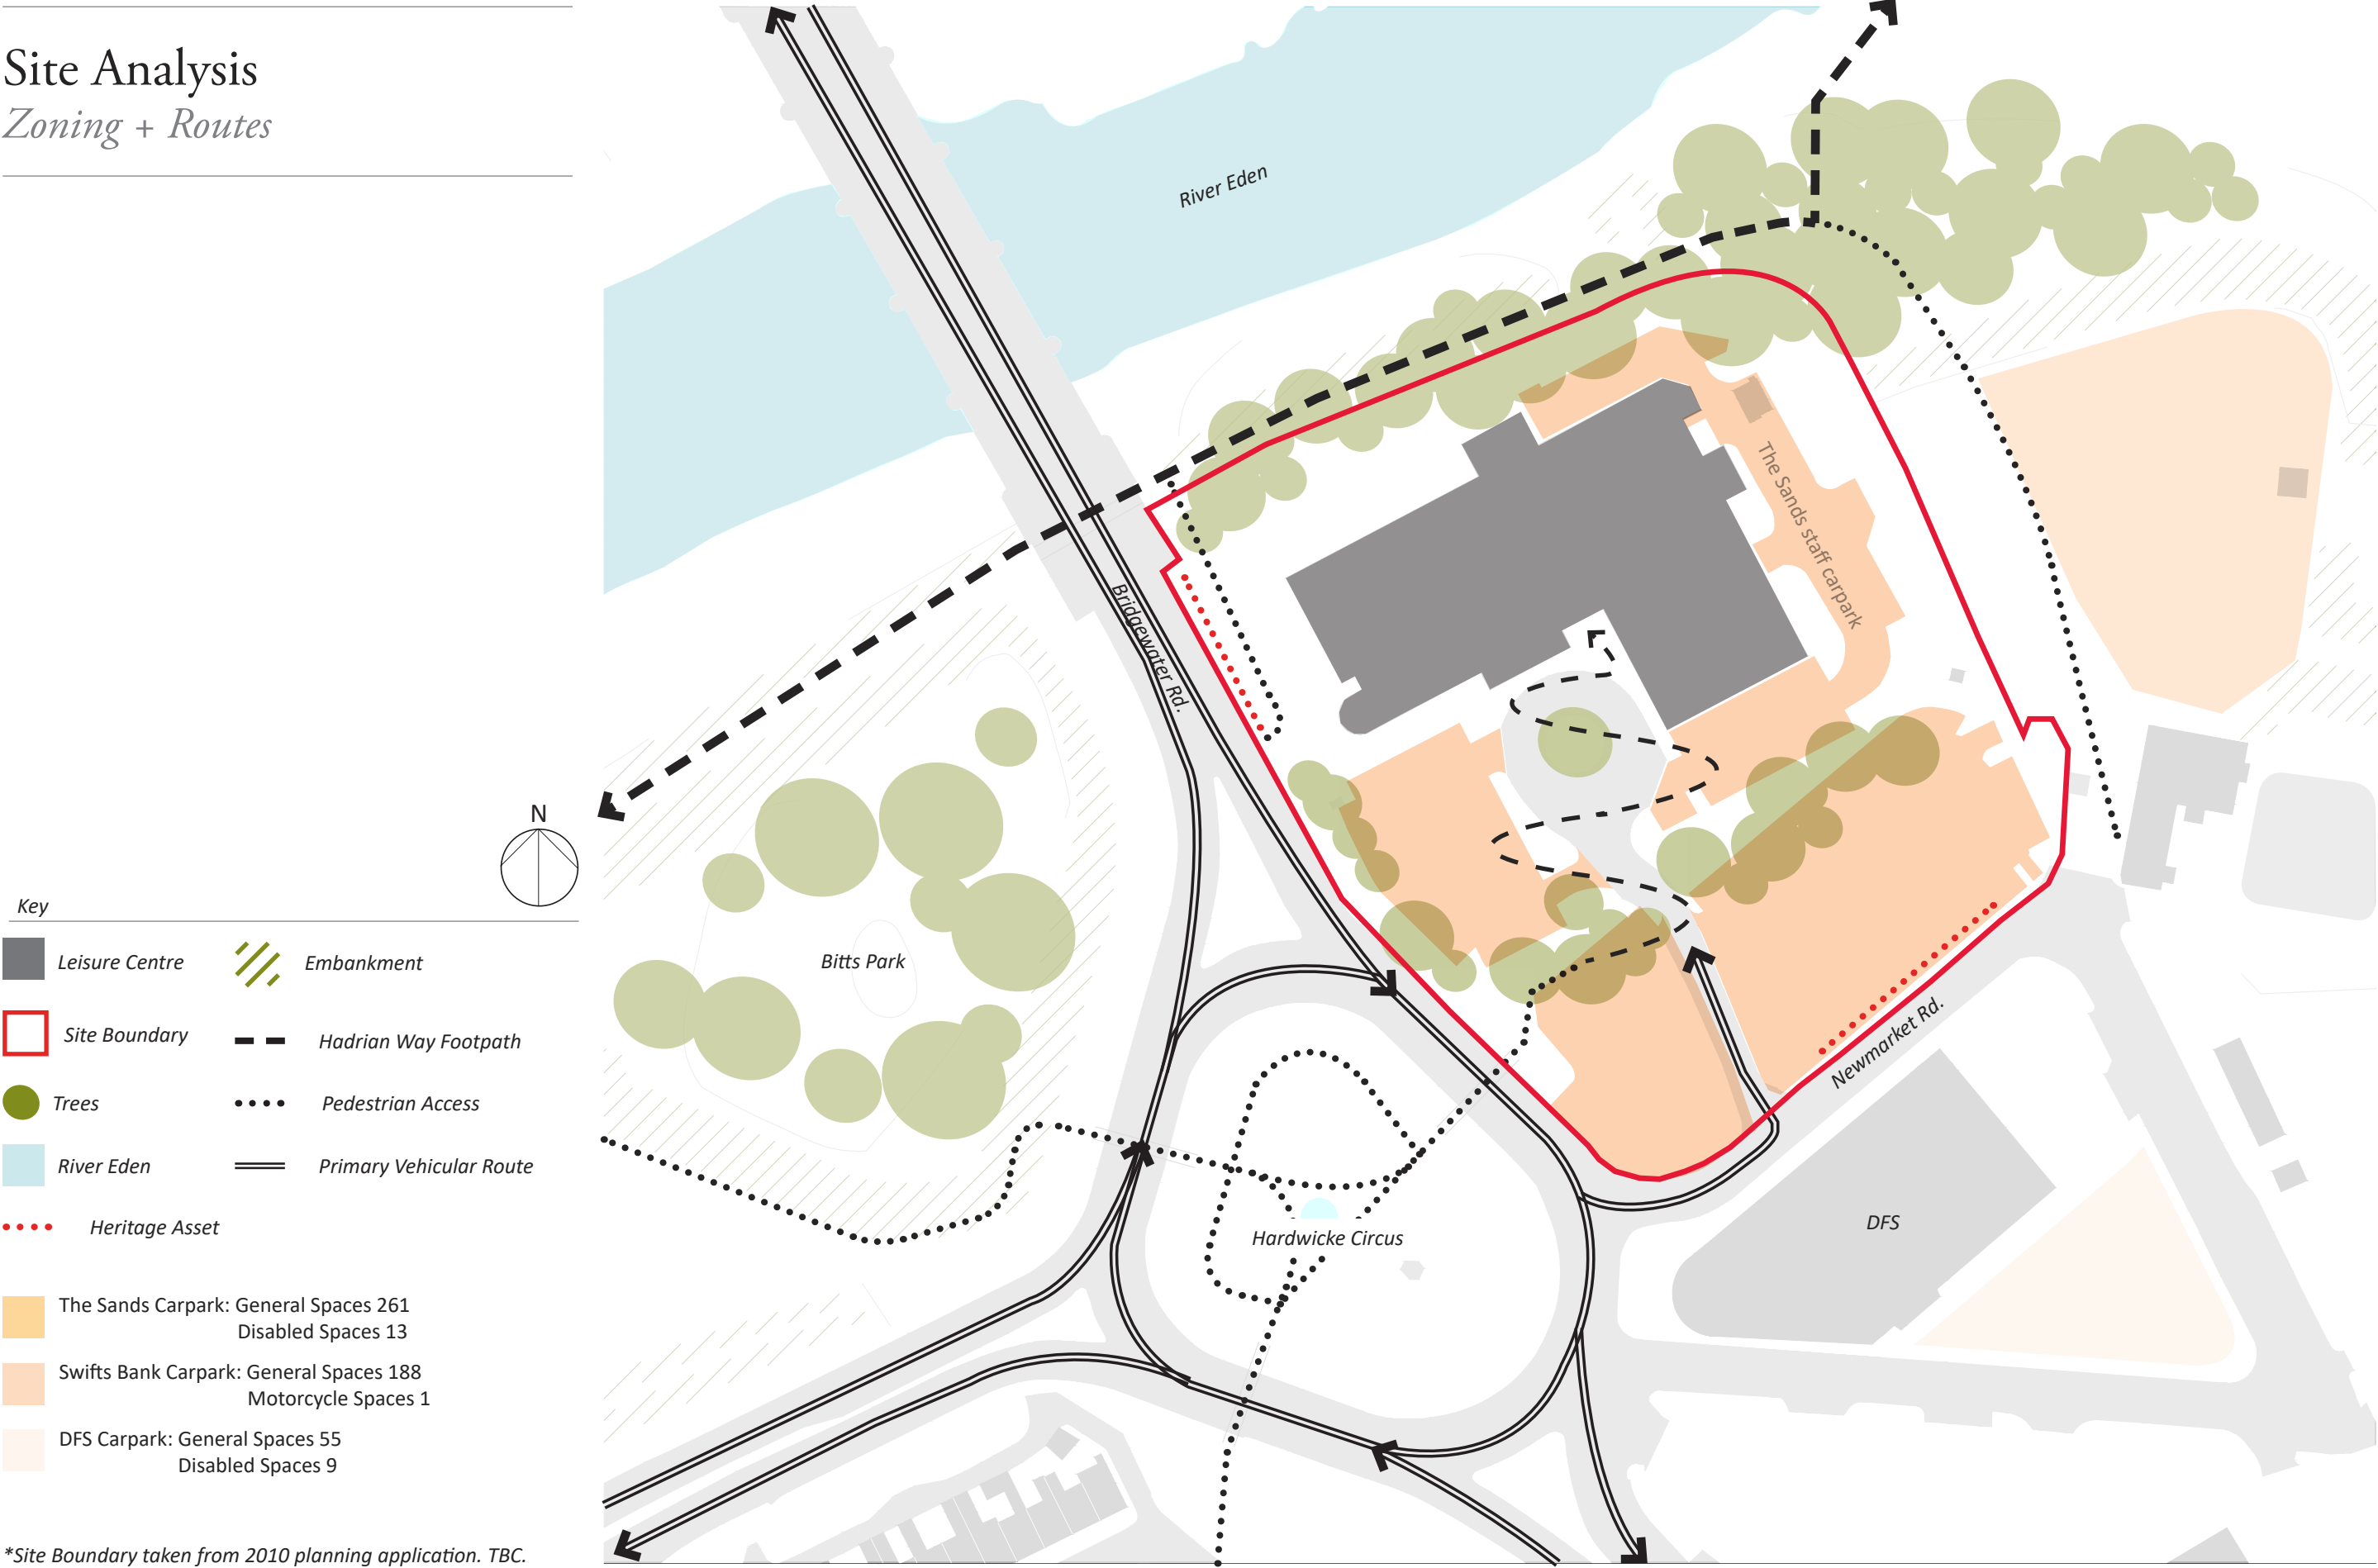 Site Analysis
Zoning + Routes
River Eden
The Sands staff carpark
Bridgewater Rd.
N
Bitts Park
Newmarket Rd.
DFS
Hardwicke Circus
Key
Leisure Centre
Embankment
Site Boundary
Hadrian Way Footpath
Trees
Pedestrian Access
River Eden
Primary Vehicular Route
Heritage Asset
The Sands Carpark: General Spaces 261
Disabled Spaces 13
Swifts Bank Carpark: General Spaces 188
Motorcycle Spaces 1
DFS Carpark: General Spaces 55
Disabled Spaces 9
*Site Boundary taken from 2010 planning application. TBC.